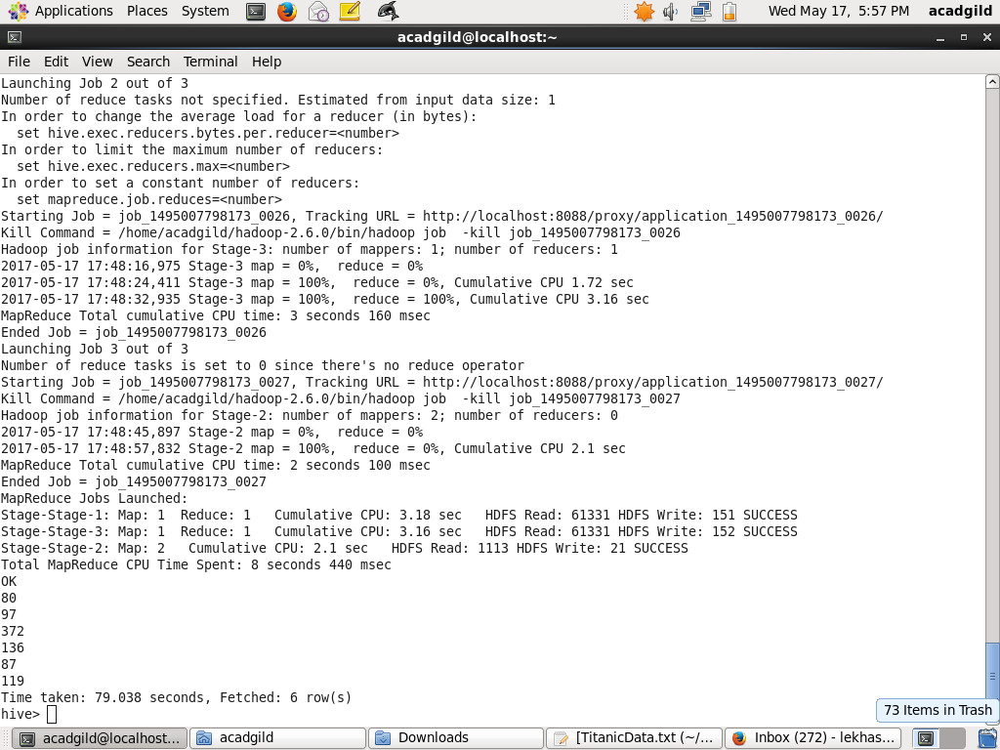 Applications Places System Wed May 17, 5:57 PM acadgild
acadgild@localhost:~
File Edit View Search Terminal Help
Launching Job 2 out of 3
Number of reduce tasks not specified. Estimated from input data size: 1
In order to change the average load for a reducer (in bytes):
  set hive.exec.reducers.bytes.per.reducer=<number>
In order to limit the maximum number of reducers:
  set hive.exec.reducers.max=<number>
In order to set a constant number of reducers:
  set mapreduce.job.reduces=<number>
Starting Job = job_1495007798173_0026, Tracking URL = http://localhost:8088/proxy/application_1495007798173_0026/
Kill Command = /home/acadgild/hadoop-2.6.0/bin/hadoop job  -kill job_1495007798173_0026
Hadoop job information for Stage-3: number of mappers: 1; number of reducers: 1
2017-05-17 17:48:16,975 Stage-3 map = 0%,  reduce = 0%
2017-05-17 17:48:24,411 Stage-3 map = 100%,  reduce = 0%, Cumulative CPU 1.72 sec
2017-05-17 17:48:32,935 Stage-3 map = 100%,  reduce = 100%, Cumulative CPU 3.16 sec
MapReduce Total cumulative CPU time: 3 seconds 160 msec
Ended Job = job_1495007798173_0026
Launching Job 3 out of 3
Number of reduce tasks is set to 0 since there's no reduce operator
Starting Job = job_1495007798173_0027, Tracking URL = http://localhost:8088/proxy/application_1495007798173_0027/
Kill Command = /home/acadgild/hadoop-2.6.0/bin/hadoop job  -kill job_1495007798173_0027
Hadoop job information for Stage-2: number of mappers: 2; number of reducers: 0
2017-05-17 17:48:45,897 Stage-2 map = 0%,  reduce = 0%
2017-05-17 17:48:57,832 Stage-2 map = 100%,  reduce = 0%, Cumulative CPU 2.1 sec
MapReduce Total cumulative CPU time: 2 seconds 100 msec
Ended Job = job_1495007798173_0027
MapReduce Jobs Launched:
Stage-Stage-1: Map: 1  Reduce: 1   Cumulative CPU: 3.18 sec   HDFS Read: 61331 HDFS Write: 151 SUCCESS
Stage-Stage-3: Map: 1  Reduce: 1   Cumulative CPU: 3.16 sec   HDFS Read: 61331 HDFS Write: 152 SUCCESS
Stage-Stage-2: Map: 2   Cumulative CPU: 2.1 sec   HDFS Read: 1113 HDFS Write: 21 SUCCESS
Total MapReduce CPU Time Spent: 8 seconds 440 msec
OK
80
97
372
136
87
119
Time taken: 79.038 seconds, Fetched: 6 row(s)
hive>
73 Items in Trash
acadgild@localhost:... acadgild Downloads [TitanicData.txt (~/... Inbox (272) - lekhas...